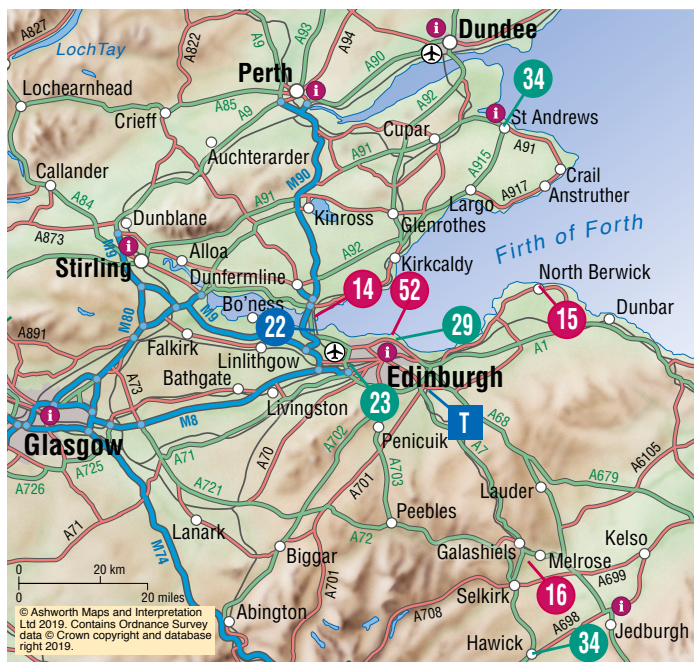 A827
Loch Tay
A822
A9
A93
A94
i
Dundee
A90
Perth
i
34
Lochearnhead
A85
A9
A92
i
St Andrews
Crieff
Cupar
Auchterarder
A91
A915
A91
Callander
M90
Crail
A84
A91
Largo
A917
Anstruther
Dunblane
Kinross
Glenrothes
A873
i
M9
Alloa
A92
Firth of Forth
Stirling
Kirkcaldy
Dunfermline
North Berwick
M80
M9
Bo'ness
14
52
15
Dunbar
A891
22
29
A1
Falkirk
Linlithgow
i
A73
Bathgate
Edinburgh
i
Livingston
23
M8
T
A68
Glasgow
A702
Penicuik
A7
A725
A71
A70
A701
A703
A6105
A726
A721
Lauder
A679
A71
Peebles
Lanark
A72
Kelso
M74
Biggar
Galashiels
Melrose
0
20 km
A701
16
A699
Selkirk
0
20 miles
i
© Ashworth Maps and Interpretation
Ltd 2019. Contains Ordnance Survey
data © Crown copyright and database
right 2019.
Abington
A708
A698
Jedburgh
Hawick
34